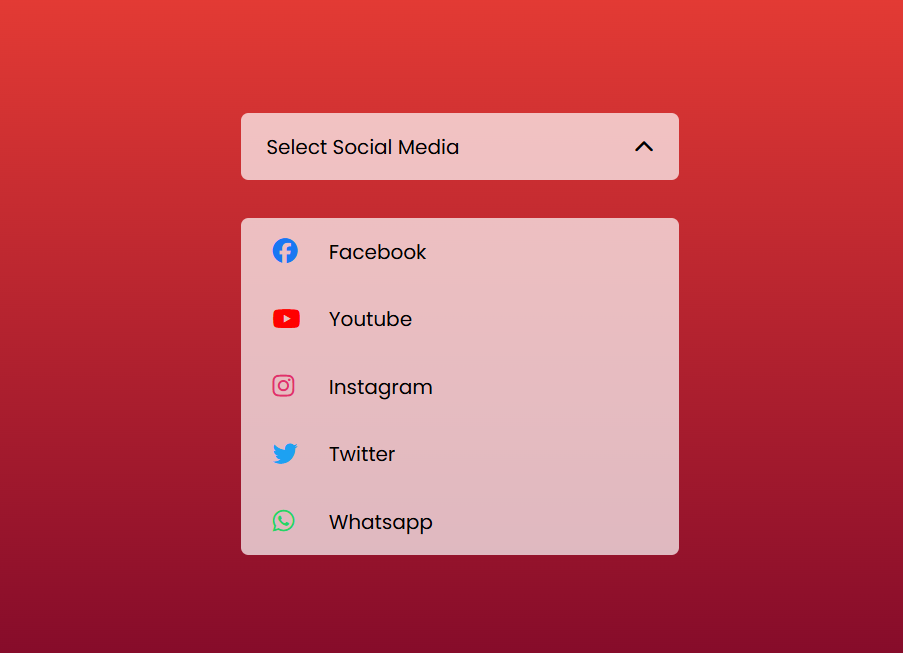 Select Social Media
Facebook
Youtube
Instagram
Twitter
Whatsapp